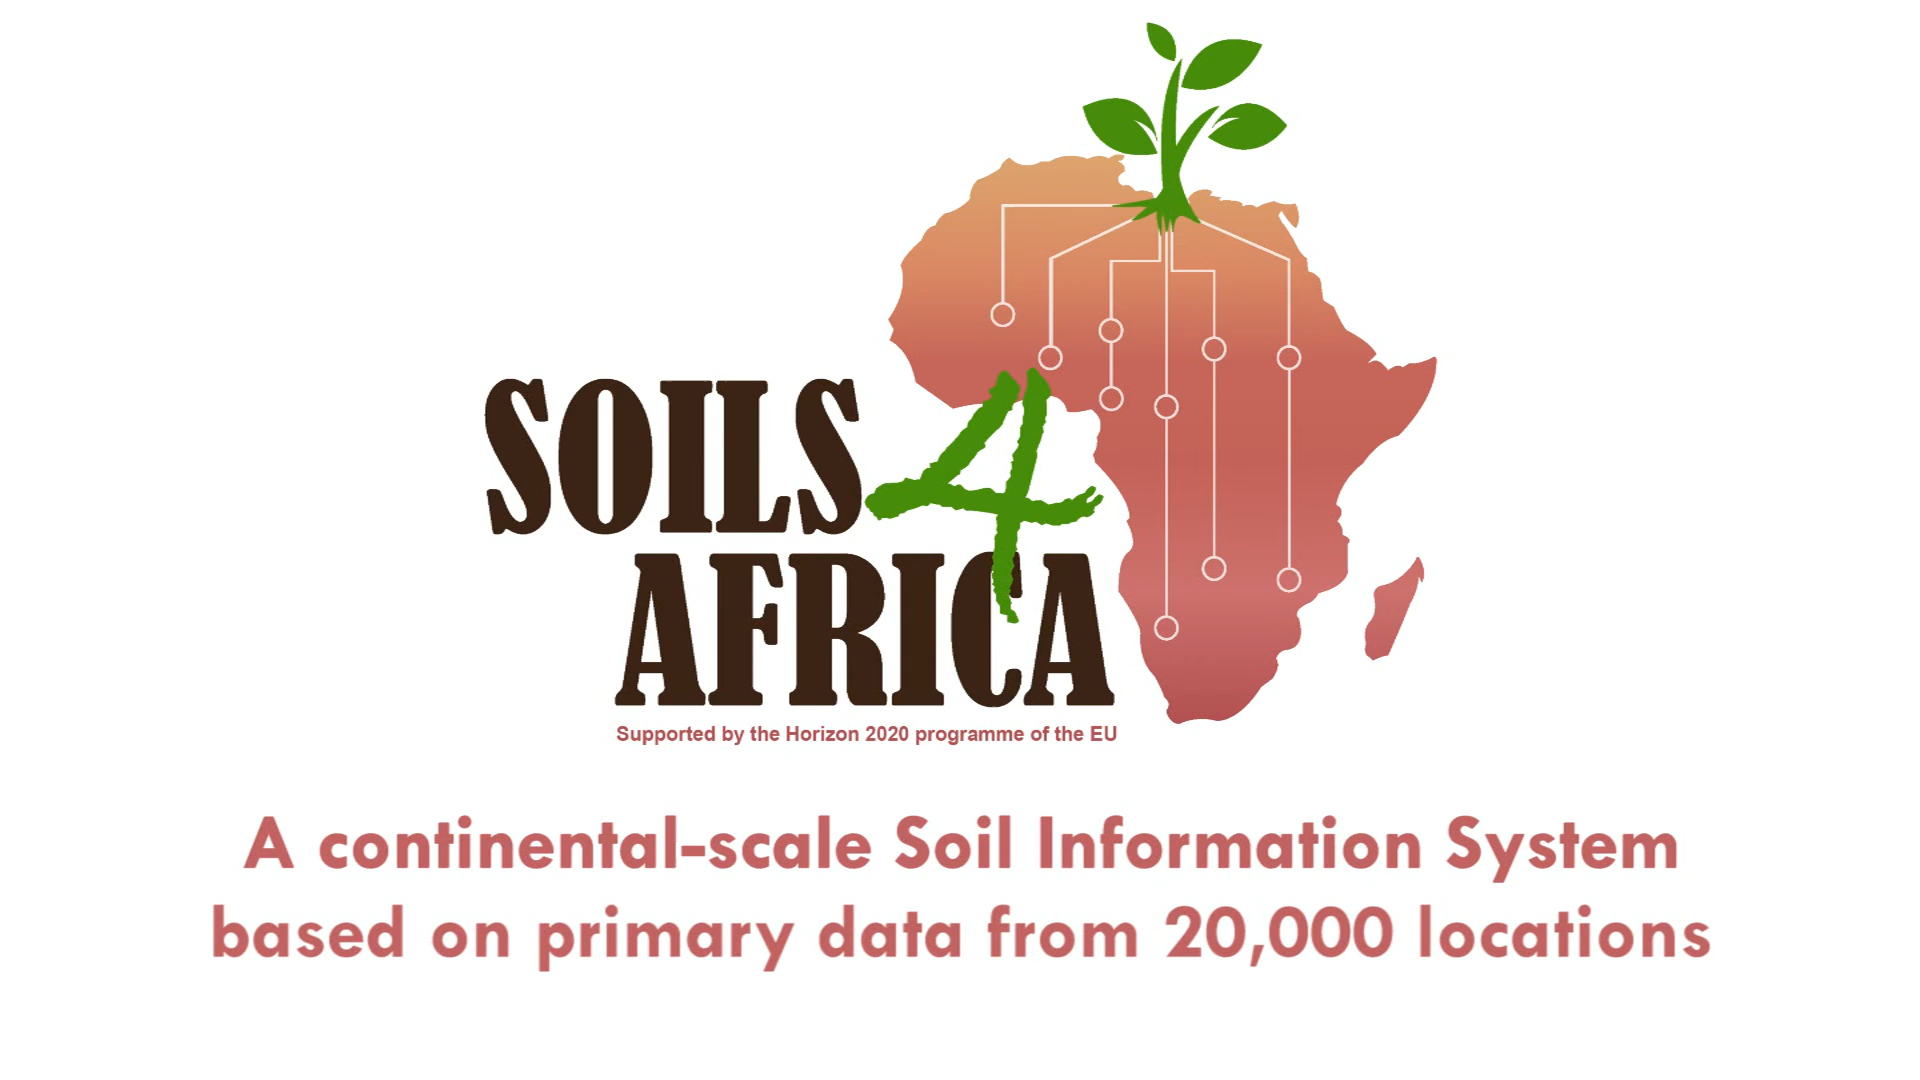 SOILS
4
AFRICA
Supported by the Horizon 2020 programme of the EU
A continental-scale Soil Information System
based on primary data from 20,000 locations